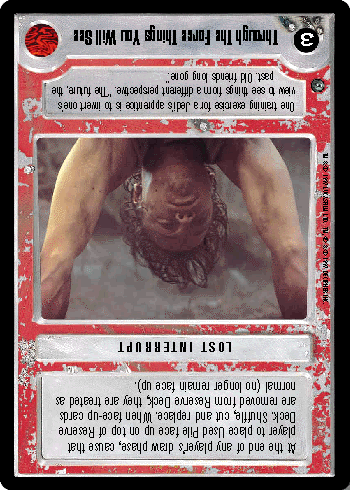 Through The Force Things You Will See
3
One training exercise for a Jedi apprentice is to invert one's
view to see things from a different perspective. "The future, the
past. Old friends long gone."
LOST INTERRUPT
At the end of any player's draw phase, cause that
player to place Used Pile face up on top of Reserve
Deck. Shuffle, cut and replace. When face-up cards
are removed from Reserve Deck, they are treated as
normal (no longer remain face up).